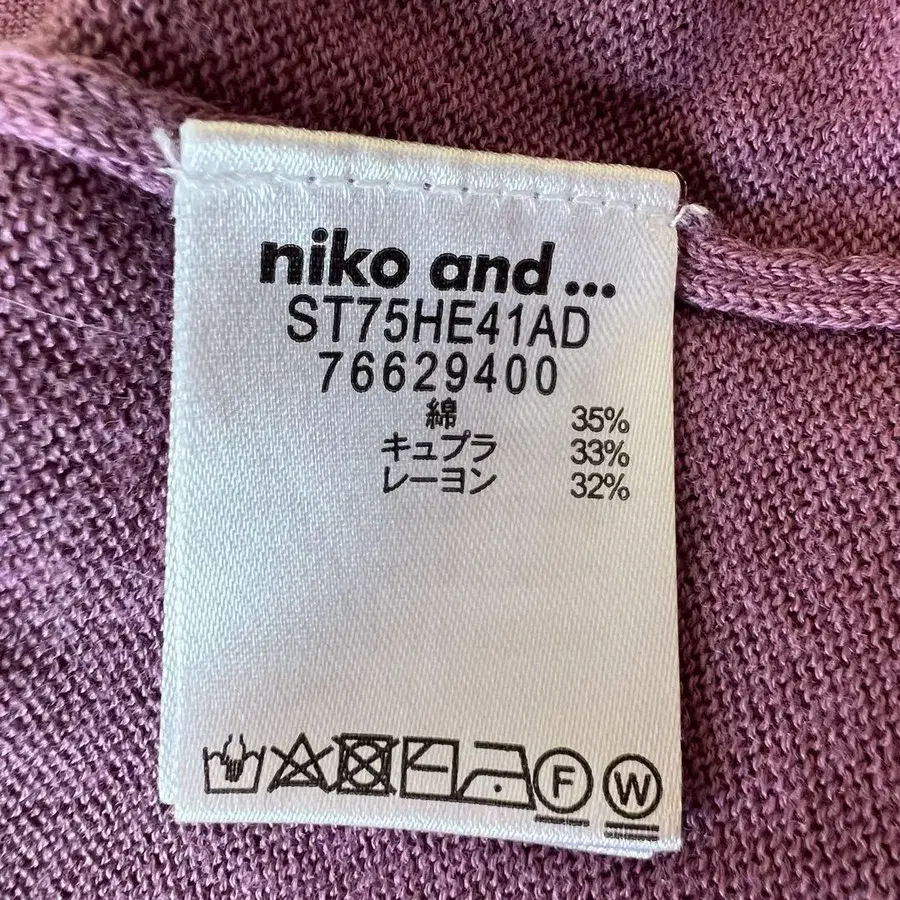 niko and ...
ST75HE41AD
76629400
綿 35%
キュプラ 33%
レーヨン 32%
F W